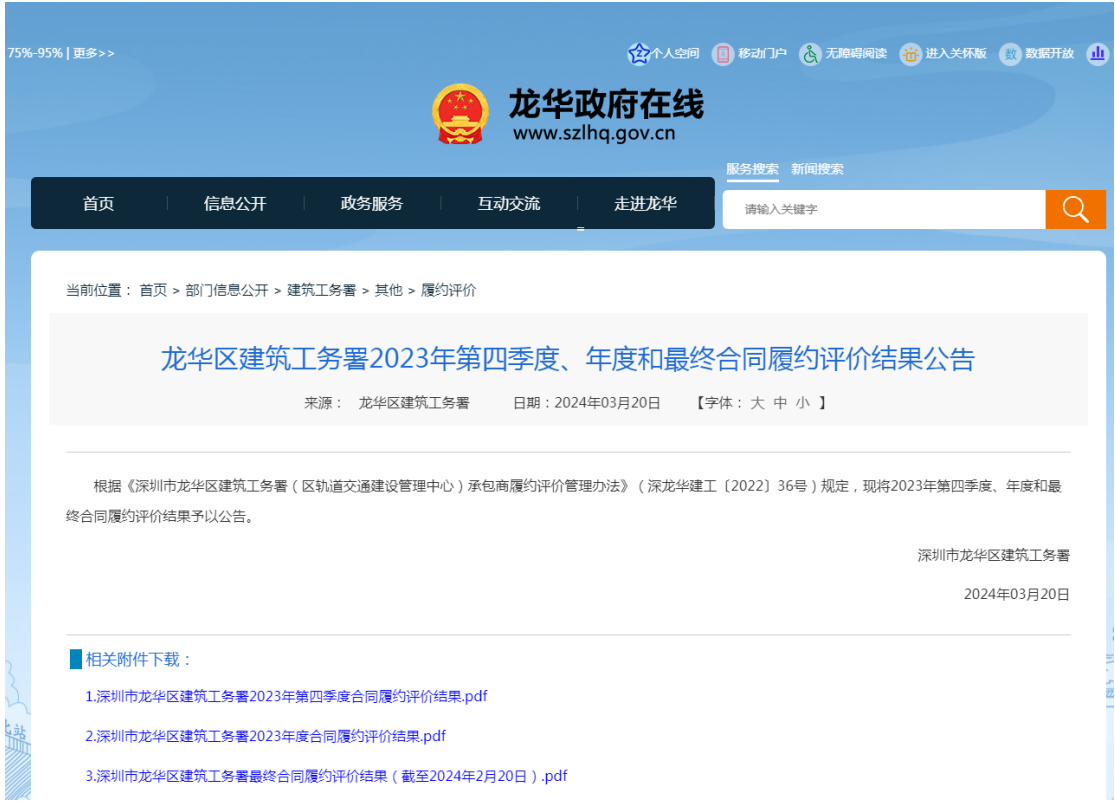 75%-95% | 更多>>
个人空间 移动门户 无障碍阅读 进入关怀版 数据开放
龙华政府在线
www.szlhq.gov.cn
服务搜索 新闻搜索
首页 信息公开 政务服务 互动交流 走进龙华
请输入关键字
当前位置： 首页 > 部门信息公开 > 建筑工务署 > 其他 > 履约评价
龙华区建筑工务署2023年第四季度、年度和最终合同履约评价结果公告
来源： 龙华区建筑工务署 日期：2024年03月20日 【字体：大 中 小 】
根据《深圳市龙华区建筑工务署（区轨道交通建设管理中心）承包商履约评价管理办法》（深龙华建工〔2022〕36号）规定，现将2023年第四季度、年度和最
终合同履约评价结果予以公告。
深圳市龙华区建筑工务署
2024年03月20日
相关附件下载：
1.深圳市龙华区建筑工务署2023年第四季度合同履约评价结果.pdf
2.深圳市龙华区建筑工务署2023年度合同履约评价结果.pdf
3.深圳市龙华区建筑工务署最终合同履约评价结果（截至2024年2月20日）.pdf